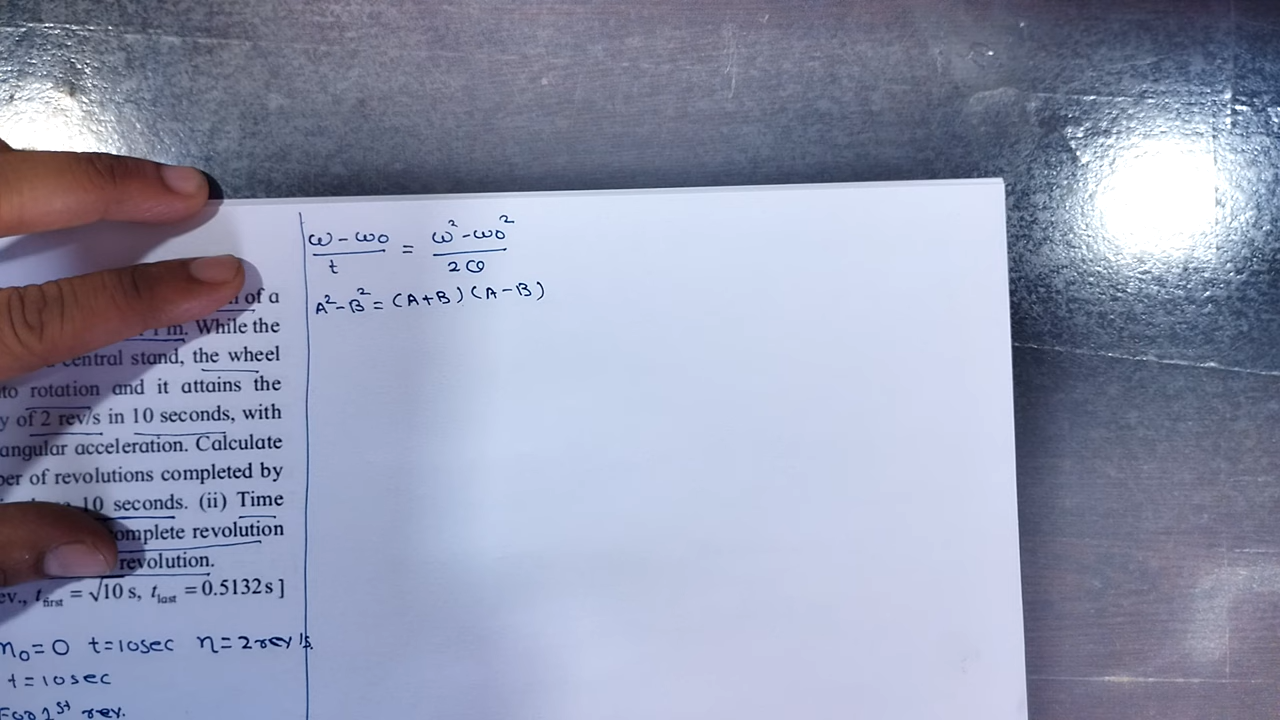 of a
1 m. While the
central stand, the wheel
to rotation and it attains the
y of 2 rev/s in 10 seconds, with
angular acceleration. Calculate
ber of revolutions completed by
10 seconds. (ii) Time
complete revolution
revolution.
ev., t_first = √10 s, t_last = 0.5132 s ]
n₀ = 0 t=10sec n = 2rev/s.
t = 10sec
For 1st rev.
(ω - ω₀)/t = (ω² - ω₀²)/2θ
A² - B² = (A+B)(A-B)